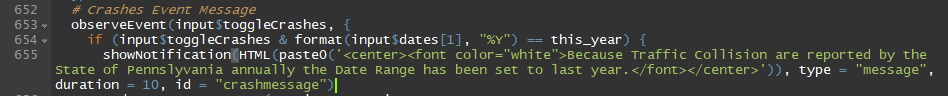 652 # Crashes Event Message
653 observeEvent(input$toggleCrashes, {
654 if (input$toggleCrashes & format(input$dates[1], "%Y") == this_year) {
655 showNotification(HTML(paste0('<center><font color="white">Because Traffic Collision are reported by the
State of Pennslyvania annually the Date Range has been set to last year.</font></center>')), type = "message",
duration = 10, id = "crashmessage")